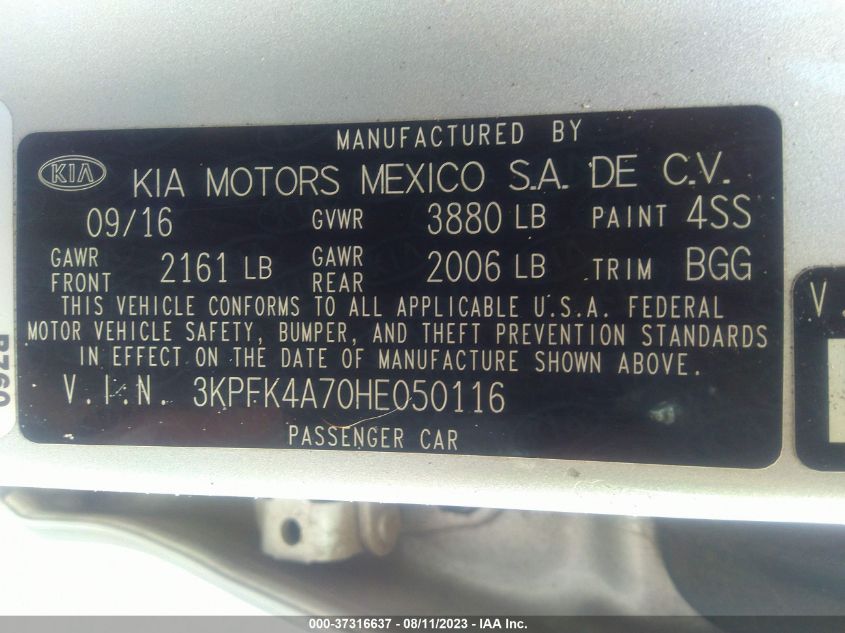 MANUFACTURED BY
KIA KIA MOTORS MEXICO S.A. DE C.V.
09/16 GVWR 3880 LB PAINT 4SS
GAWR FRONT 2161 LB GAWR REAR 2006 LB TRIM BGG
THIS VEHICLE CONFORMS TO ALL APPLICABLE U.S.A. FEDERAL
MOTOR VEHICLE SAFETY, BUMPER, AND THEFT PREVENTION STANDARDS
IN EFFECT ON THE DATE OF MANUFACTURE SHOWN ABOVE.
V.I.N. 3KPFK4A70HE050116
PASSENGER CAR
V.
000-37316637 - 08/11/2023 - IAA Inc.